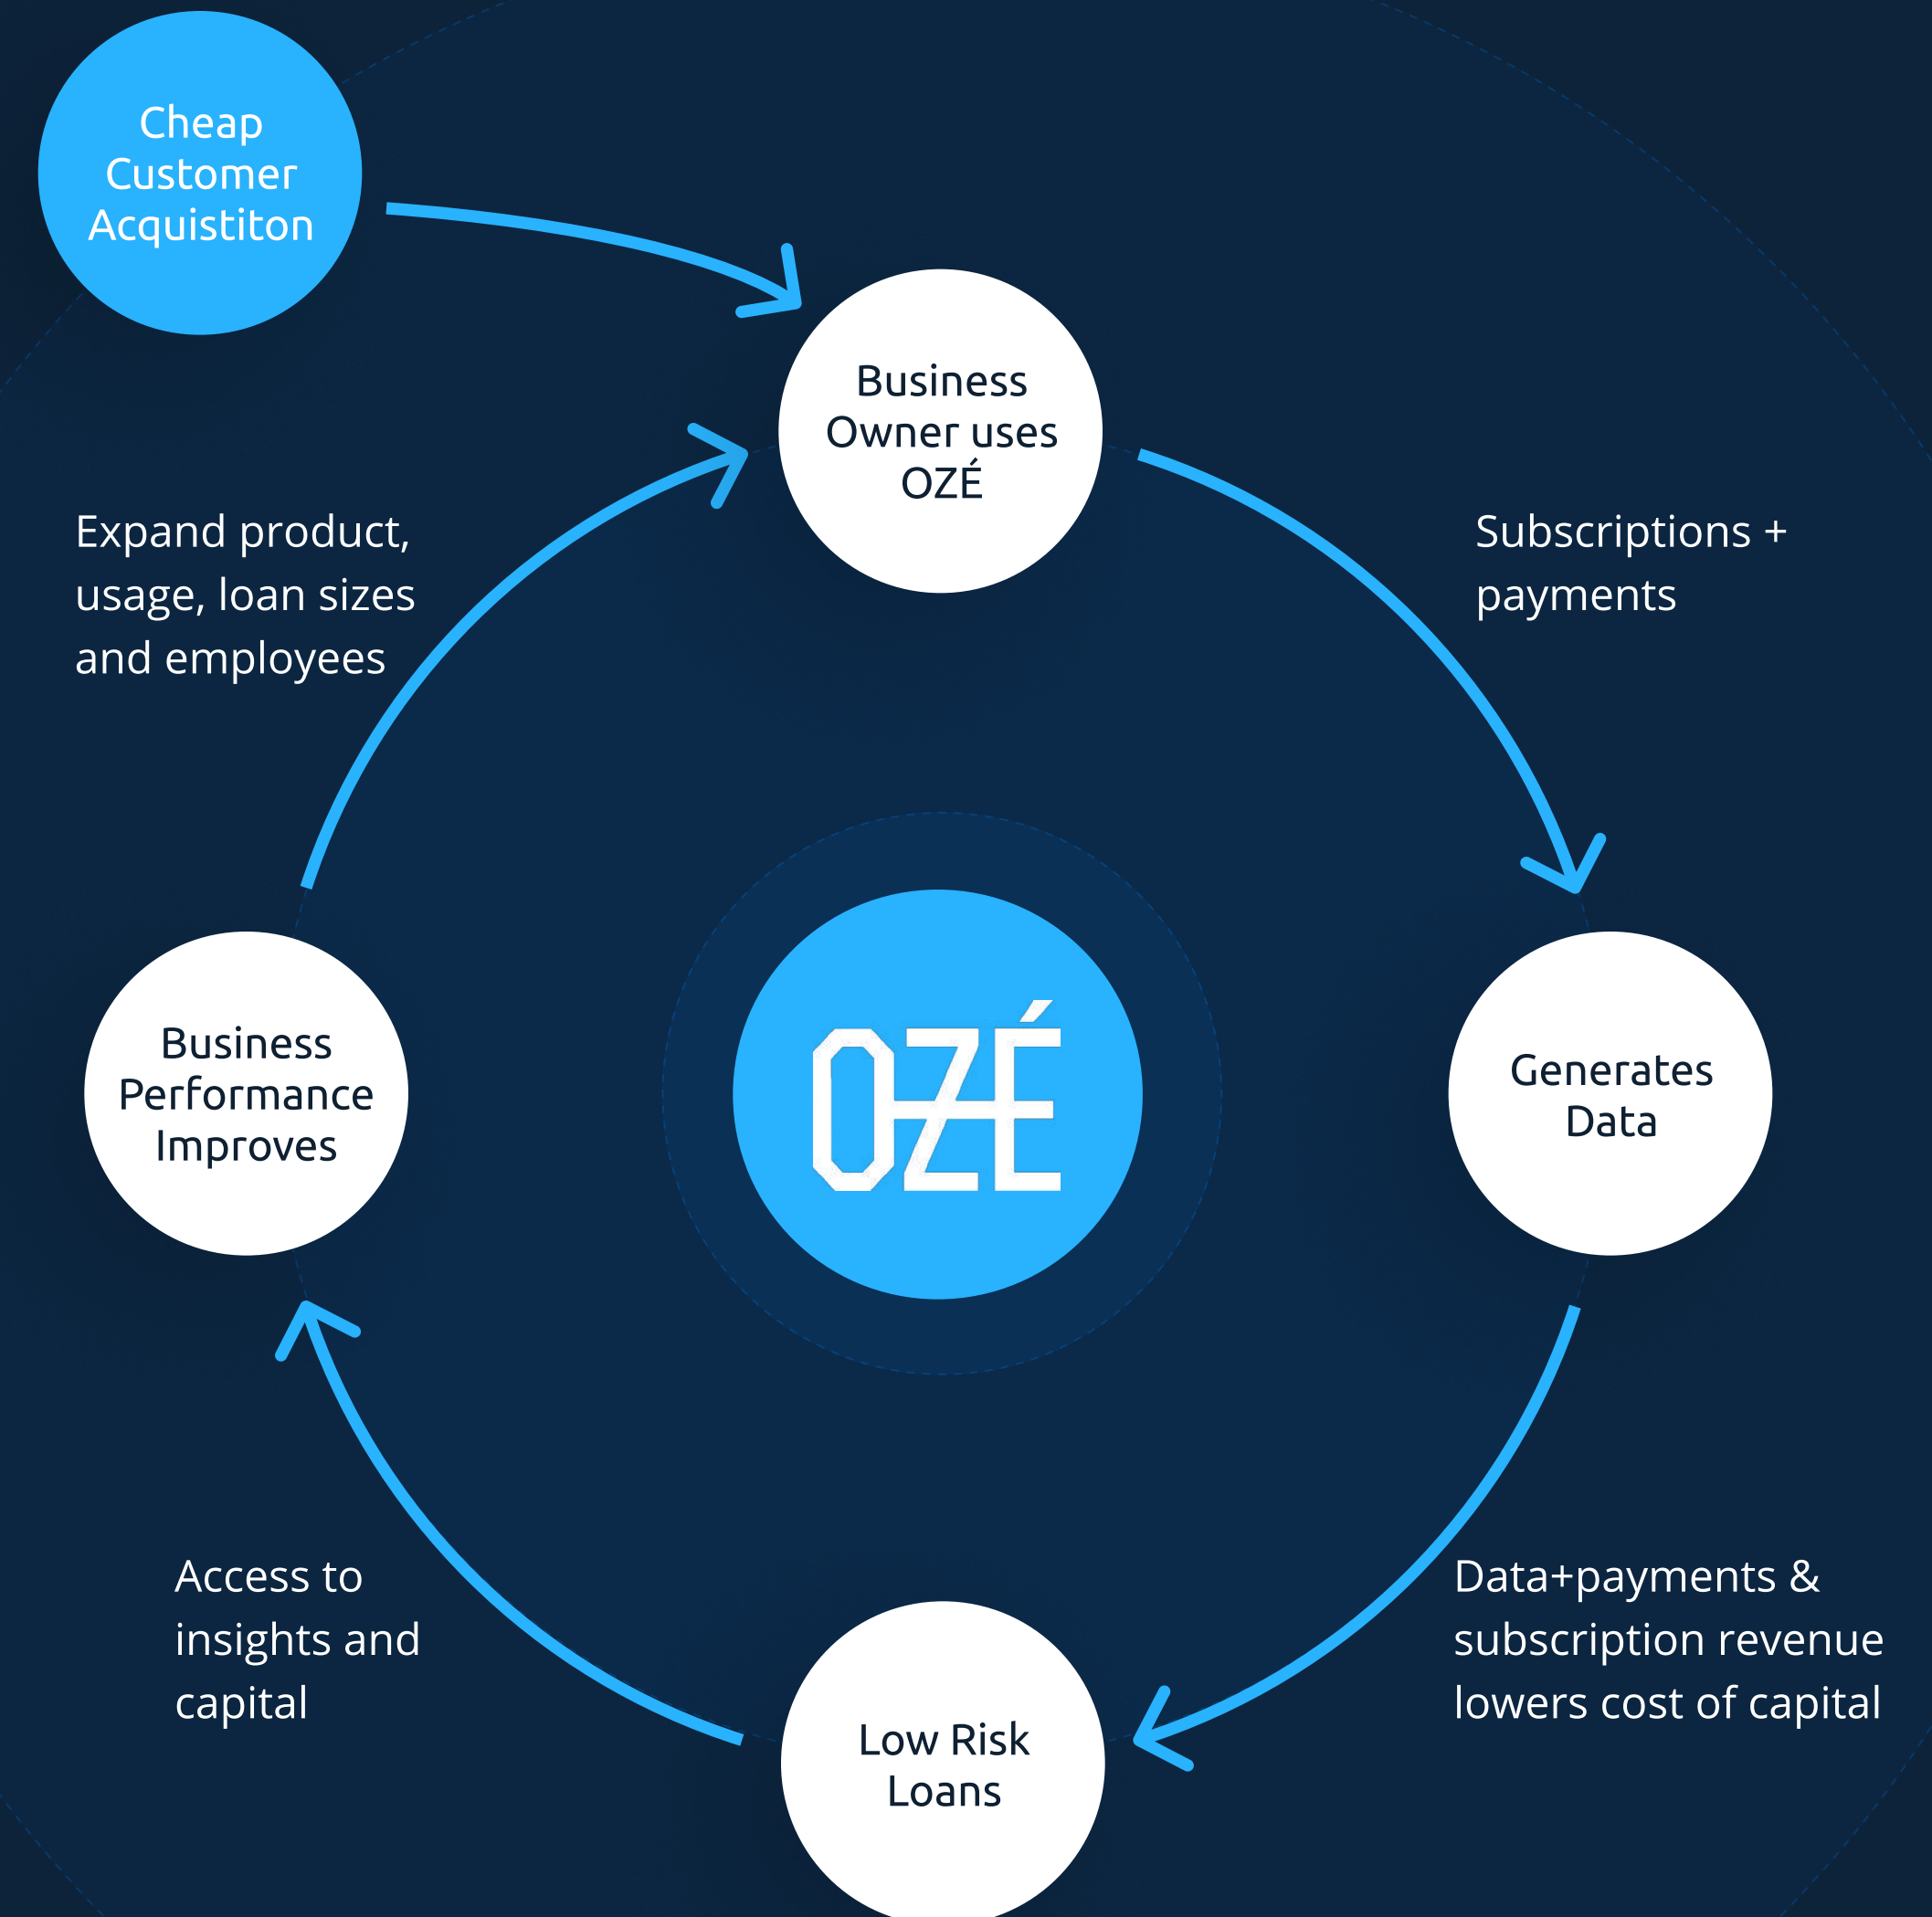 Cheap
Customer
Acquistiton
Business
Owner uses
OZÉ
Expand product,
usage, loan sizes
and employees
Subscriptions +
payments
OZÉ
Business
Performance
Improves
Generates
Data
Access to
insights and
capital
Data+payments &
subscription revenue
lowers cost of capital
Low Risk
Loans